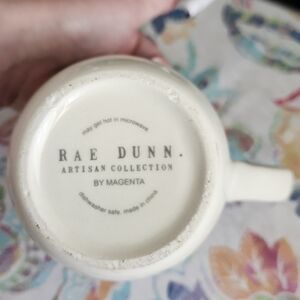 may get hot in microwave
RAE DUNN.
ARTISAN COLLECTION
BY MAGENTA
dishwasher safe. made in china